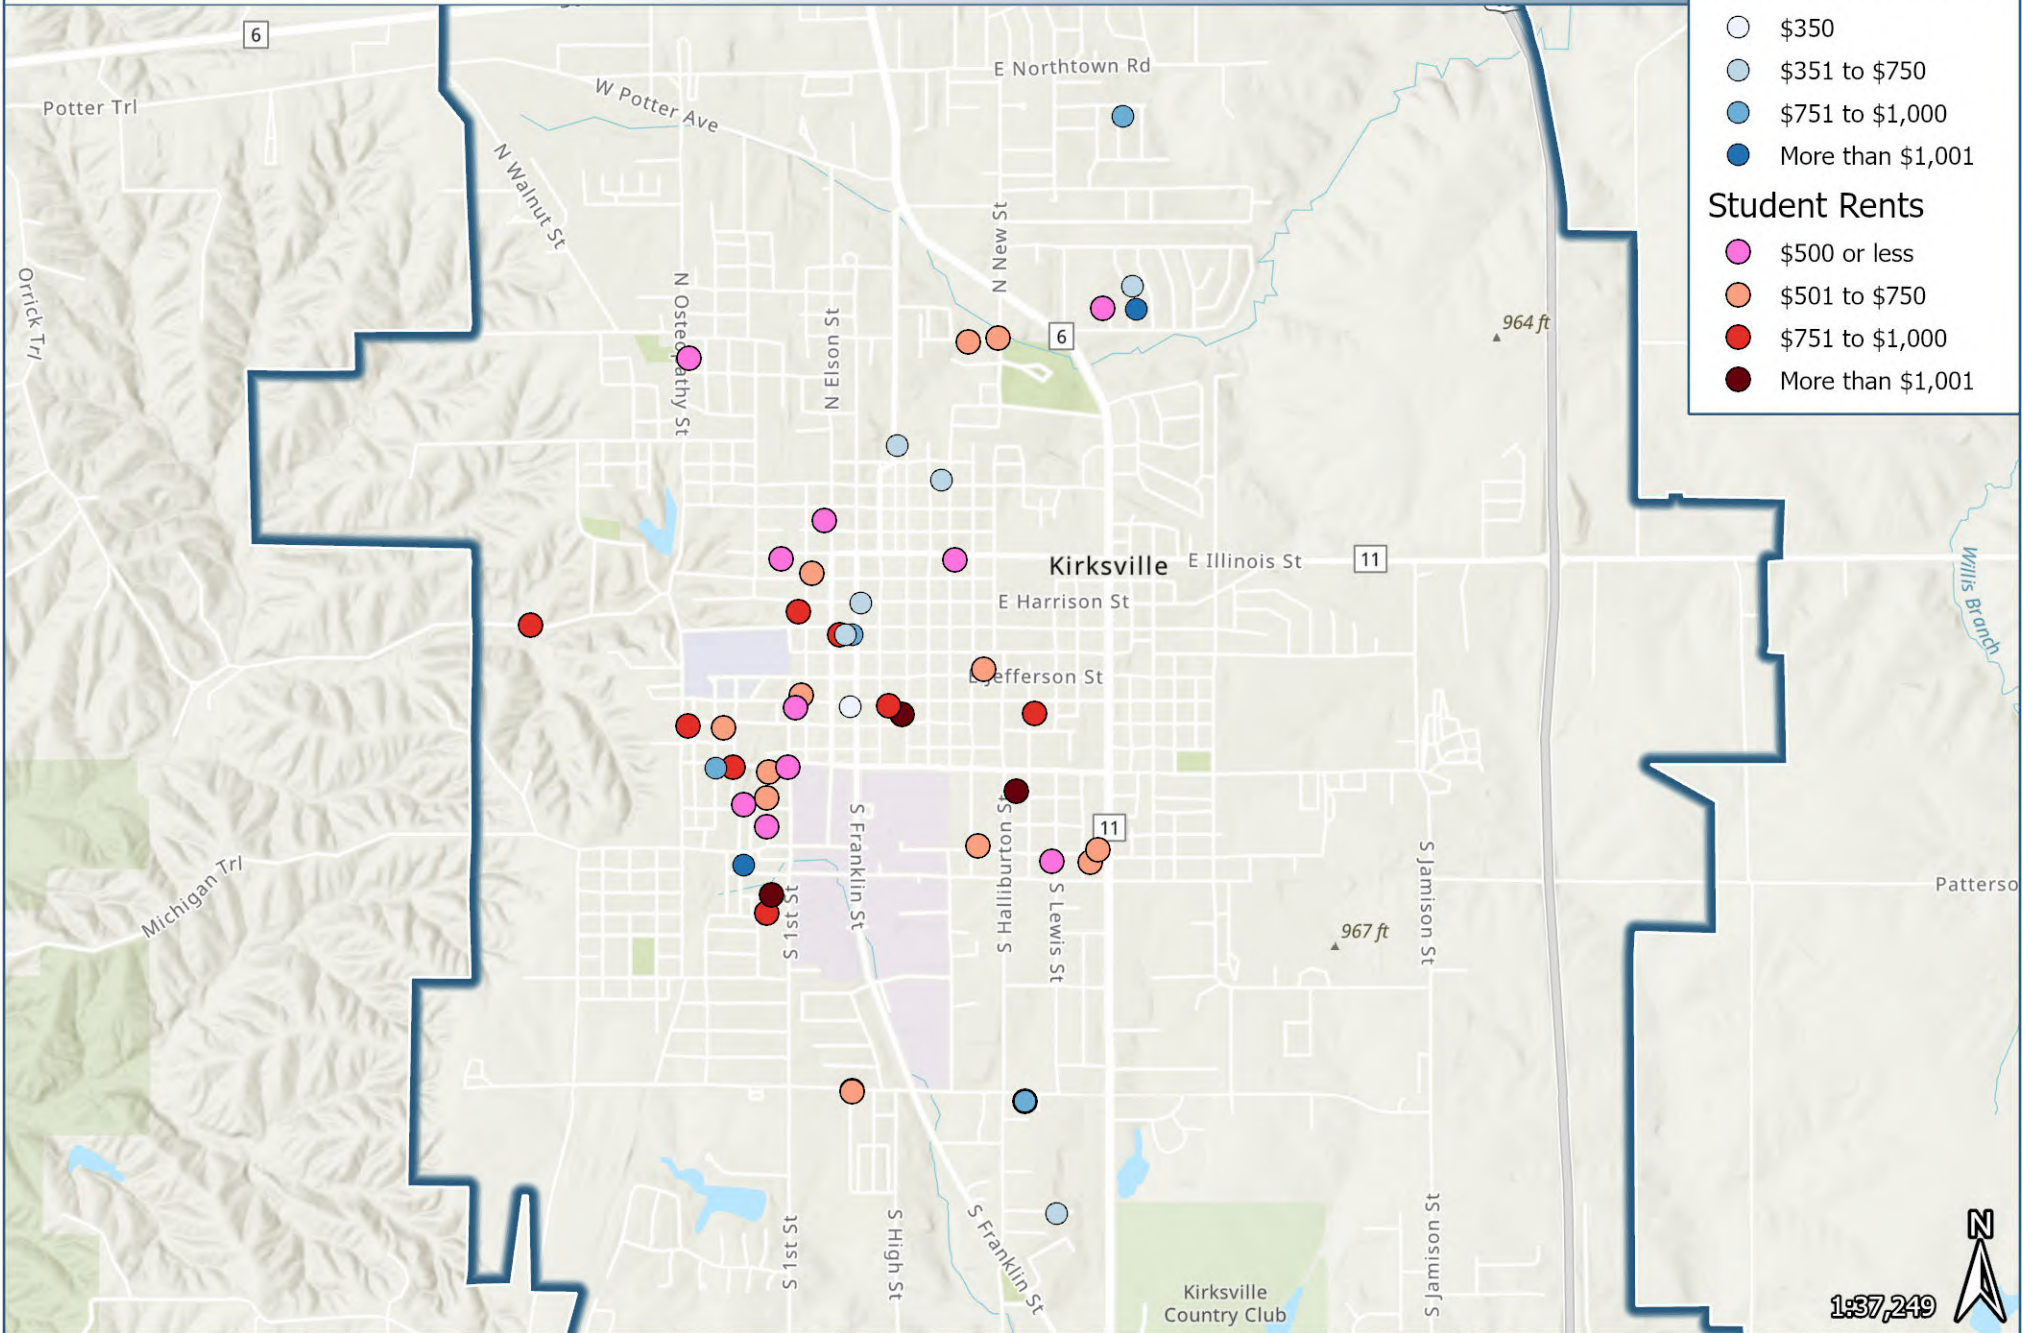 $350
6
$351 to $750
E Northtown Rd
W Potter Ave
Potter Trl
$751 to $1,000
More than $1,001
N Walnut St
Student Rents
N New St
$500 or less
Orrick Trl
N Osteopathy St
$501 to $750
N Elson St
964 ft
6
$751 to $1,000
More than $1,001
Kirksville
E Illinois St
11
Willis Branch
E Harrison St
E Jefferson St
11
S Franklin St
S Halliburton St
S Jamison St
Michigan Trl
Patterso
S 1st St
S Lewis St
967 ft
S 1st St
S High St
S Franklin St
S Jamison St
N
Kirksville
Country Club
1:37,249